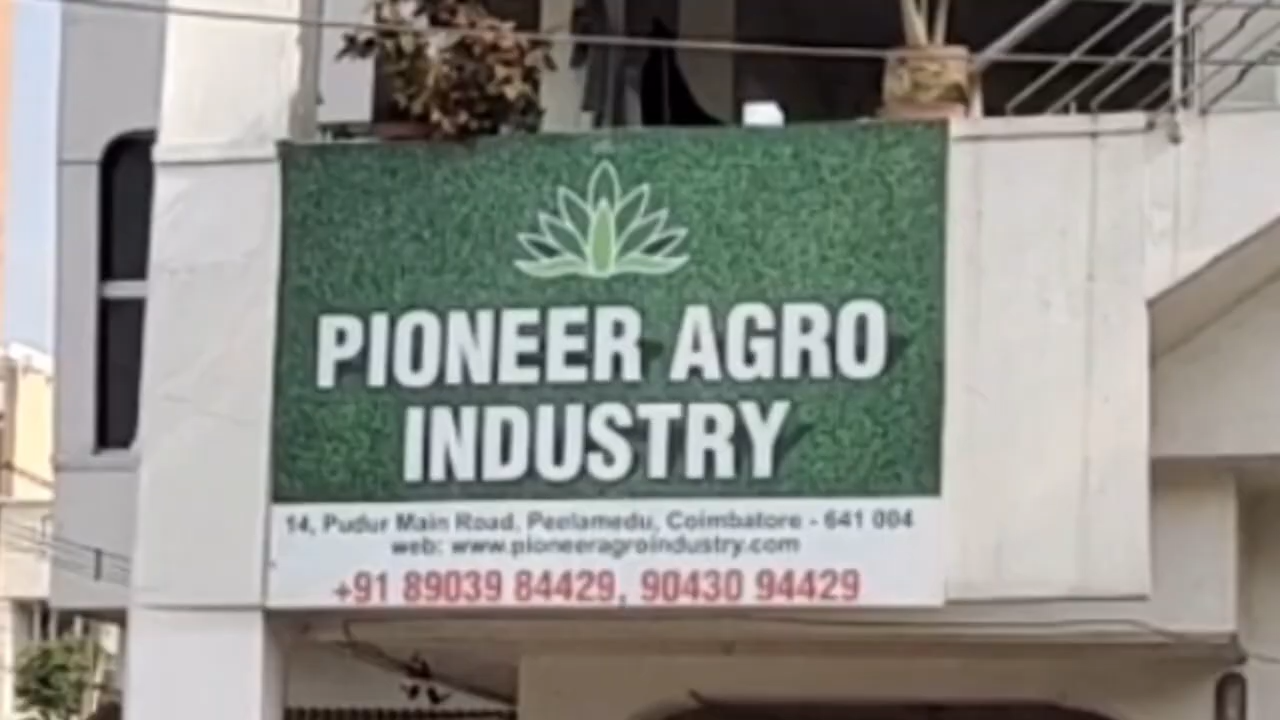 PIONEER AGRO
INDUSTRY
14, Pudur Main Road, Peelamedu, Coimbatore - 641 004
web: www.pioneeragroindustry.com
+91 89039 84429, 90430 94429